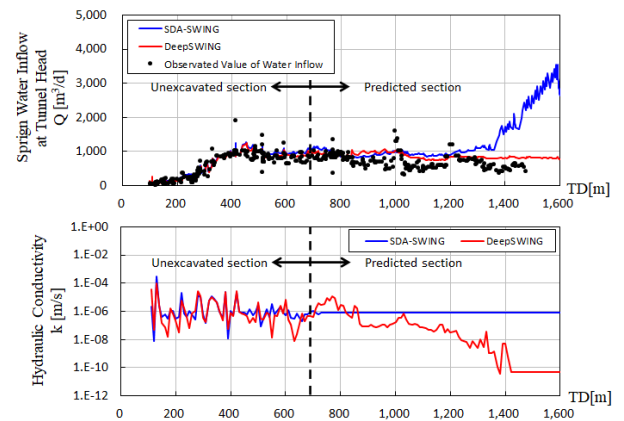 5,000
4,000
3,000
2,000
1,000
0
Sprign Water Inflow
at Tunnel Head
Q [m³/d]
SDA-SWING
DeepSWING
Observated Value of Water Inflow
Unexcavated section
Predicted section
0 200 400 600 800 1,000 1,200 1,400 1,600
TD[m]
1.E+00
1.E-02
1.E-04
1.E-06
1.E-08
1.E-10
1.E-12
Hydraulic Conductivity
k [m/s]
SDA-SWING DeepSWING
Unexcavated section
Predicted section
0 200 400 600 800 1,000 1,200 1,400 1,600
TD[m]